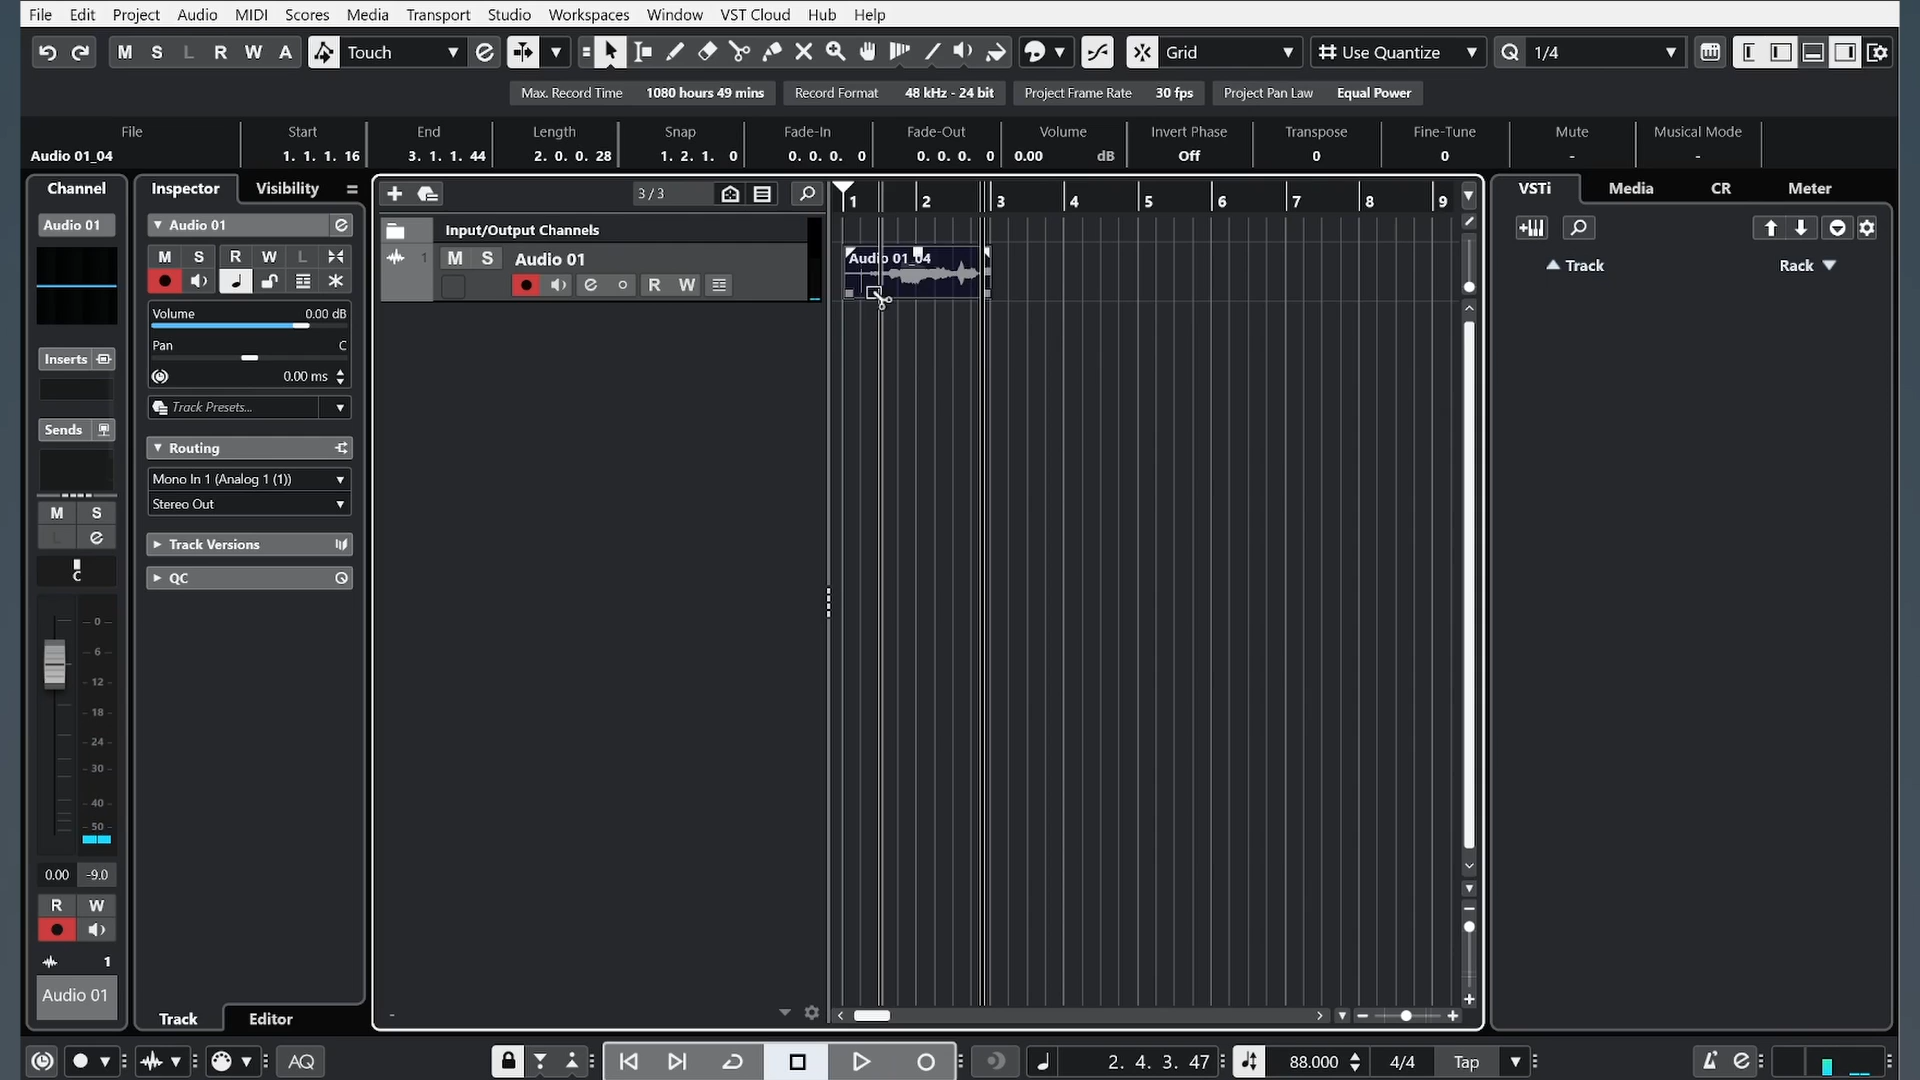 File Edit Project Audio MIDI Scores Media Transport Studio Workspaces Window VST Cloud Hub Help
M S L R W A Touch Grid Use Quantize Q 1/4
Max. Record Time 1080 hours 49 mins Record Format 48 kHz - 24 bit Project Frame Rate 30 fps Project Pan Law Equal Power
File Start End Length Snap Fade-In Fade-Out Volume Invert Phase Transpose Fine-Tune Mute Musical Mode
Audio 01_04 1. 1. 1. 16 3. 1. 1. 44 2. 0. 0. 28 1. 2. 1. 0 0. 0. 0. 0 0. 0. 0. 0 0.00 dB Off 0 0 - -
Channel Inspector Visibility 3 / 3 1 2 3 4 5 6 7 8 9 VSTi Media CR Meter
Audio 01 Audio 01 Input/Output Channels
M S R W L 1 M S Audio 01 Audio 01_04 Track Rack
R W
Volume 0.00 dB
Pan C
Inserts 0.00 ms
Track Presets...
Sends Routing
Mono In 1 (Analog 1 (1))
Stereo Out
M S
L e Track Versions
C QC
0
6
12
18
24
30
40
50
0.00 -9.0
R W
1
Audio 01
Track Editor -
AQ 2. 4. 3. 47 88.000 4/4 Tap